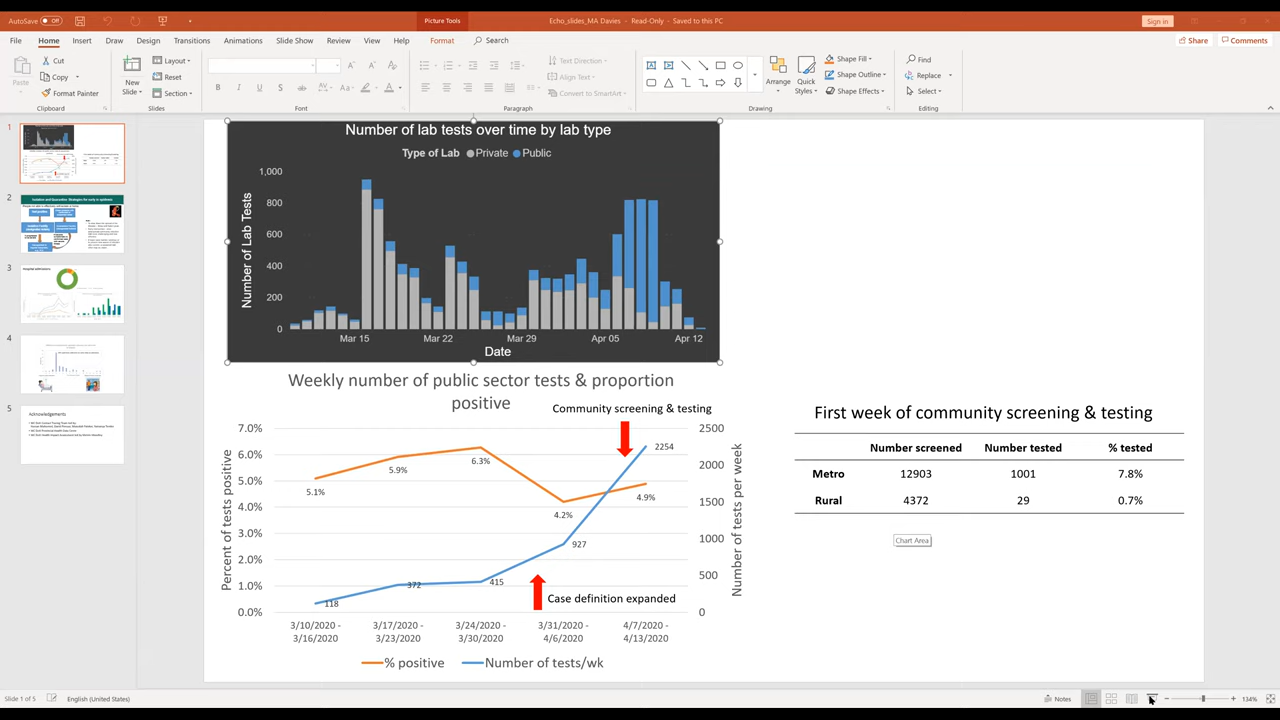 AutoSave Off
Picture Tools
Echo_slides_MA Davies - Read-Only - Saved to this PC
Sign in
File Home Insert Draw Design Transitions Animations Slide Show Review View Help Format Search
Share Comments
Paste
Cut
Copy
Format Painter
Clipboard
New Slide
Layout
Reset
Section
Slides
Font
Text Direction
Align Text
Convert to SmartArt
Paragraph
Arrange
Quick Styles
Shape Fill
Shape Outline
Shape Effects
Drawing
Find
Replace
Select
Editing
1
2
3
4
5
Acknowledgements
Number of lab tests over time by lab type
Type of Lab Private Public
Number of Lab Tests
1,000
800
600
400
200
0
Mar 15 Mar 22 Mar 29 Apr 05 Apr 12
Date
Weekly number of public sector tests & proportion
positive
Community screening & testing
Percent of tests positive
7.0%
6.0%
5.0%
4.0%
3.0%
2.0%
1.0%
0.0%
5.1%
5.9%
6.3%
4.2%
4.9%
118
372
415
927
2254
Case definition expanded
2500
2000
1500
1000
500
0
Number of tests per week
3/10/2020 - 3/17/2020 - 3/24/2020 - 3/31/2020 - 4/7/2020 -
3/16/2020 3/23/2020 3/30/2020 4/6/2020 4/13/2020
% positive Number of tests/wk
First week of community screening & testing
Number screened Number tested % tested
Metro 12903 1001 7.8%
Rural 4372 29 0.7%
Chart Area
Slide 1 of 5
English (United States)
Notes
134%